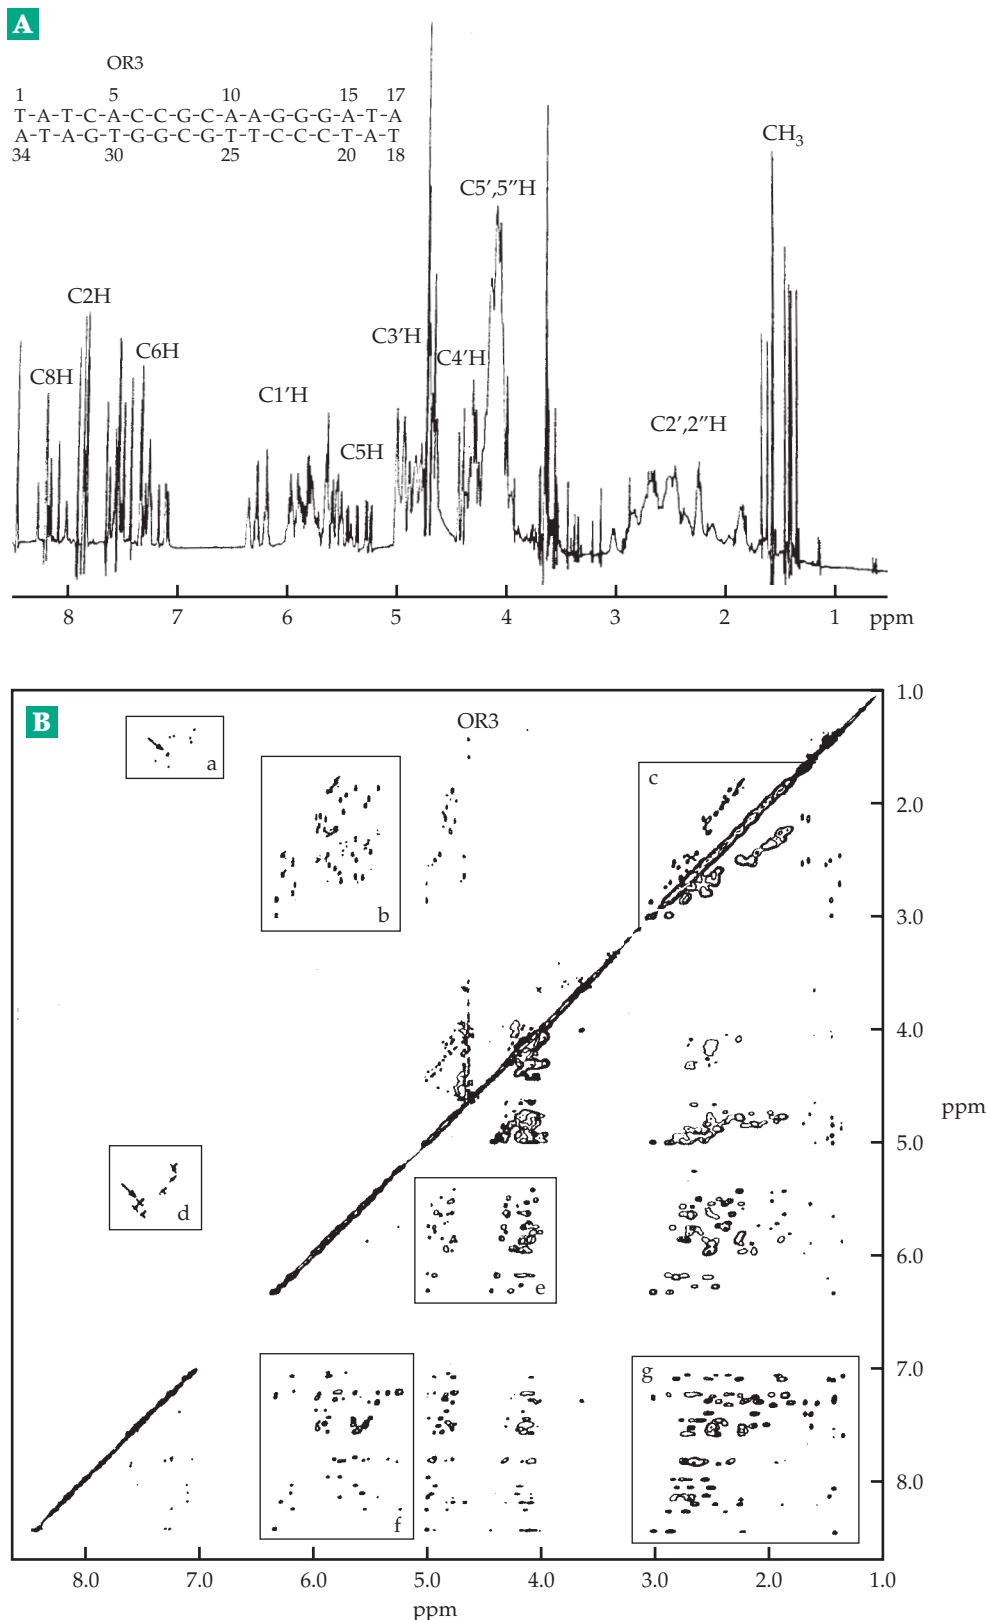 A
OR3
1 5 10 15 17
T-A-T-C-A-C-C-G-C-A-A-G-G-G-A-T-A
A-T-A-G-T-G-G-C-G-T-T-C-C-C-T-A-T
34 30 25 20 18
CH3
C5',5"H
C2H
C3'H
C6H
C4'H
C8H
C1'H
C2',2"H
C5H
8 7 6 5 4 3 2 1 ppm
B
OR3
1.0
a
c
2.0
b
3.0
4.0
ppm
5.0
d
6.0
e
7.0
g
8.0
f
8.0 7.0 6.0 5.0 4.0 3.0 2.0 1.0
ppm